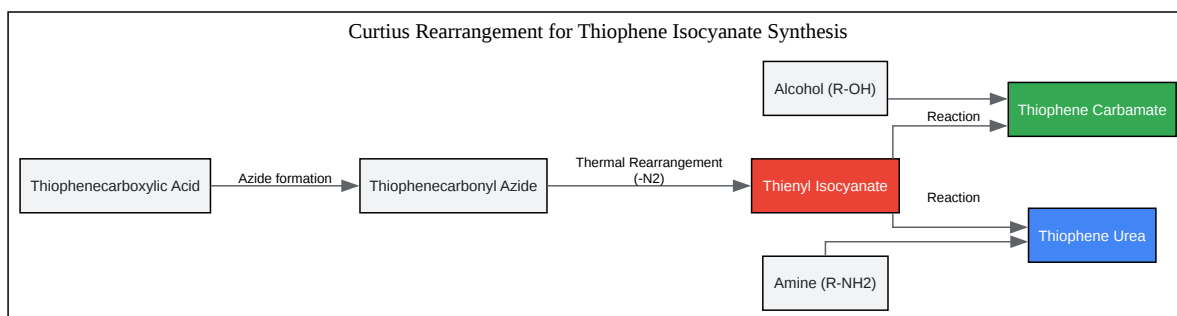 Curtius Rearrangement for Thiophene Isocyanate Synthesis
Alcohol (R-OH)
Thiophene Carbamate
Reaction
Thiophenecarboxylic Acid
Azide formation
Thiophenecarbonyl Azide
Thermal Rearrangement
(-N2)
Thienyl Isocyanate
Reaction
Thiophene Urea
Amine (R-NH2)